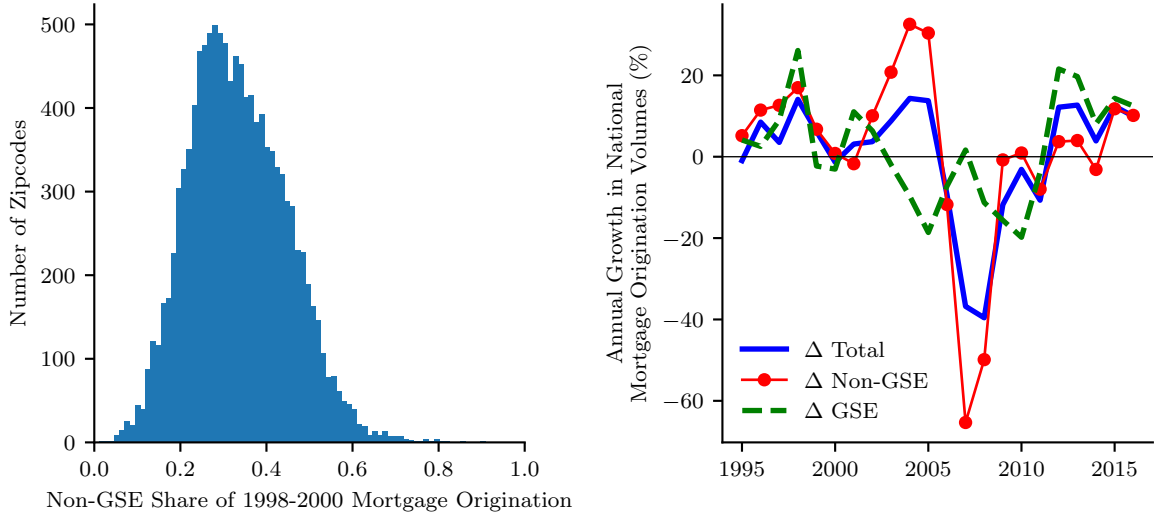 500
400
300
200
100
0
Number of Zipcodes
0.0 0.2 0.4 0.6 0.8 1.0
Non-GSE Share of 1998-2000 Mortgage Origination
Annual Growth in National
Mortgage Origination Volumes (%)
20
0
−20
−40
−60
Δ Total
Δ Non-GSE
Δ GSE
1995 2000 2005 2010 2015